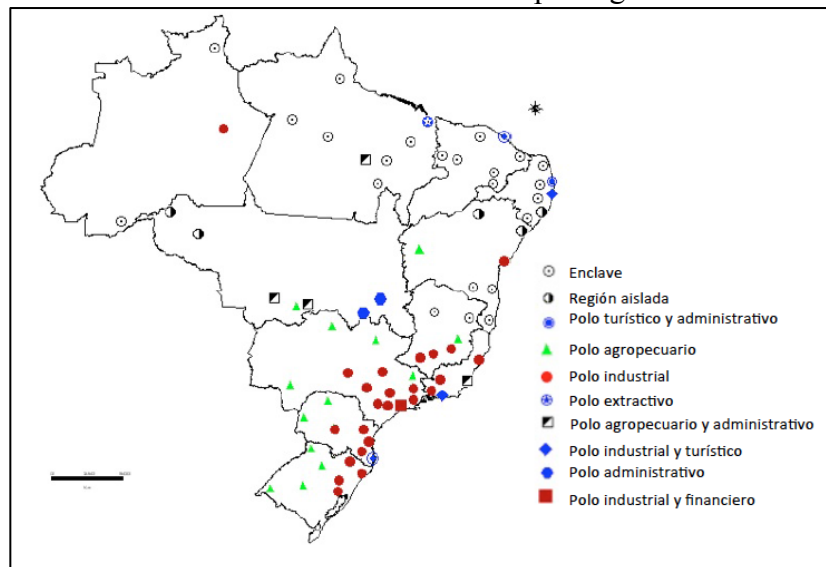 Enclave
Región aislada
Polo turístico y administrativo
Polo agropecuario
Polo industrial
Polo extractivo
Polo agropecuario y administrativo
Polo industrial y turístico
Polo administrativo
Polo industrial y financiero